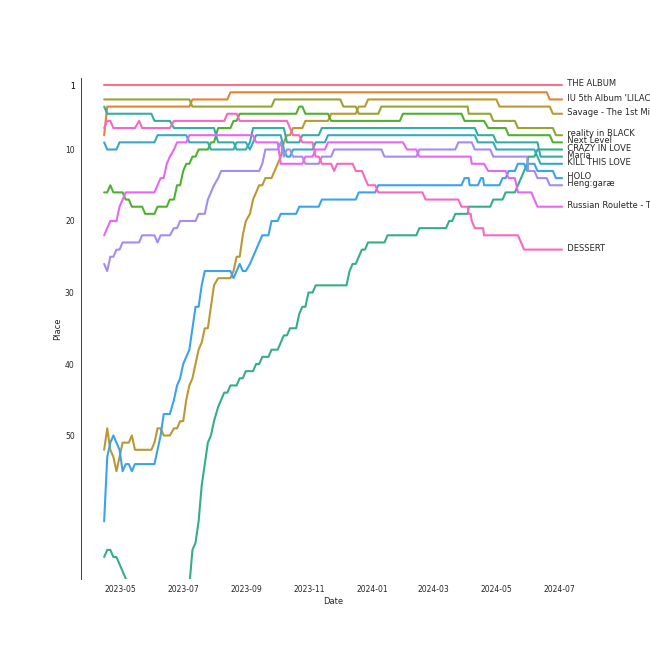 THE ALBUM
IU 5th Album 'LILAC
Savage - The 1st Mi
reality in BLACK
Next Level
CRAZY IN LOVE
Maria
KILL THIS LOVE
HOLO
Heng:garæ
Russian Roulette - T
DESSERT
1
10
20
30
40
50
Place
2023-05
2023-07
2023-09
2023-11
2024-01
2024-03
2024-05
2024-07
Date